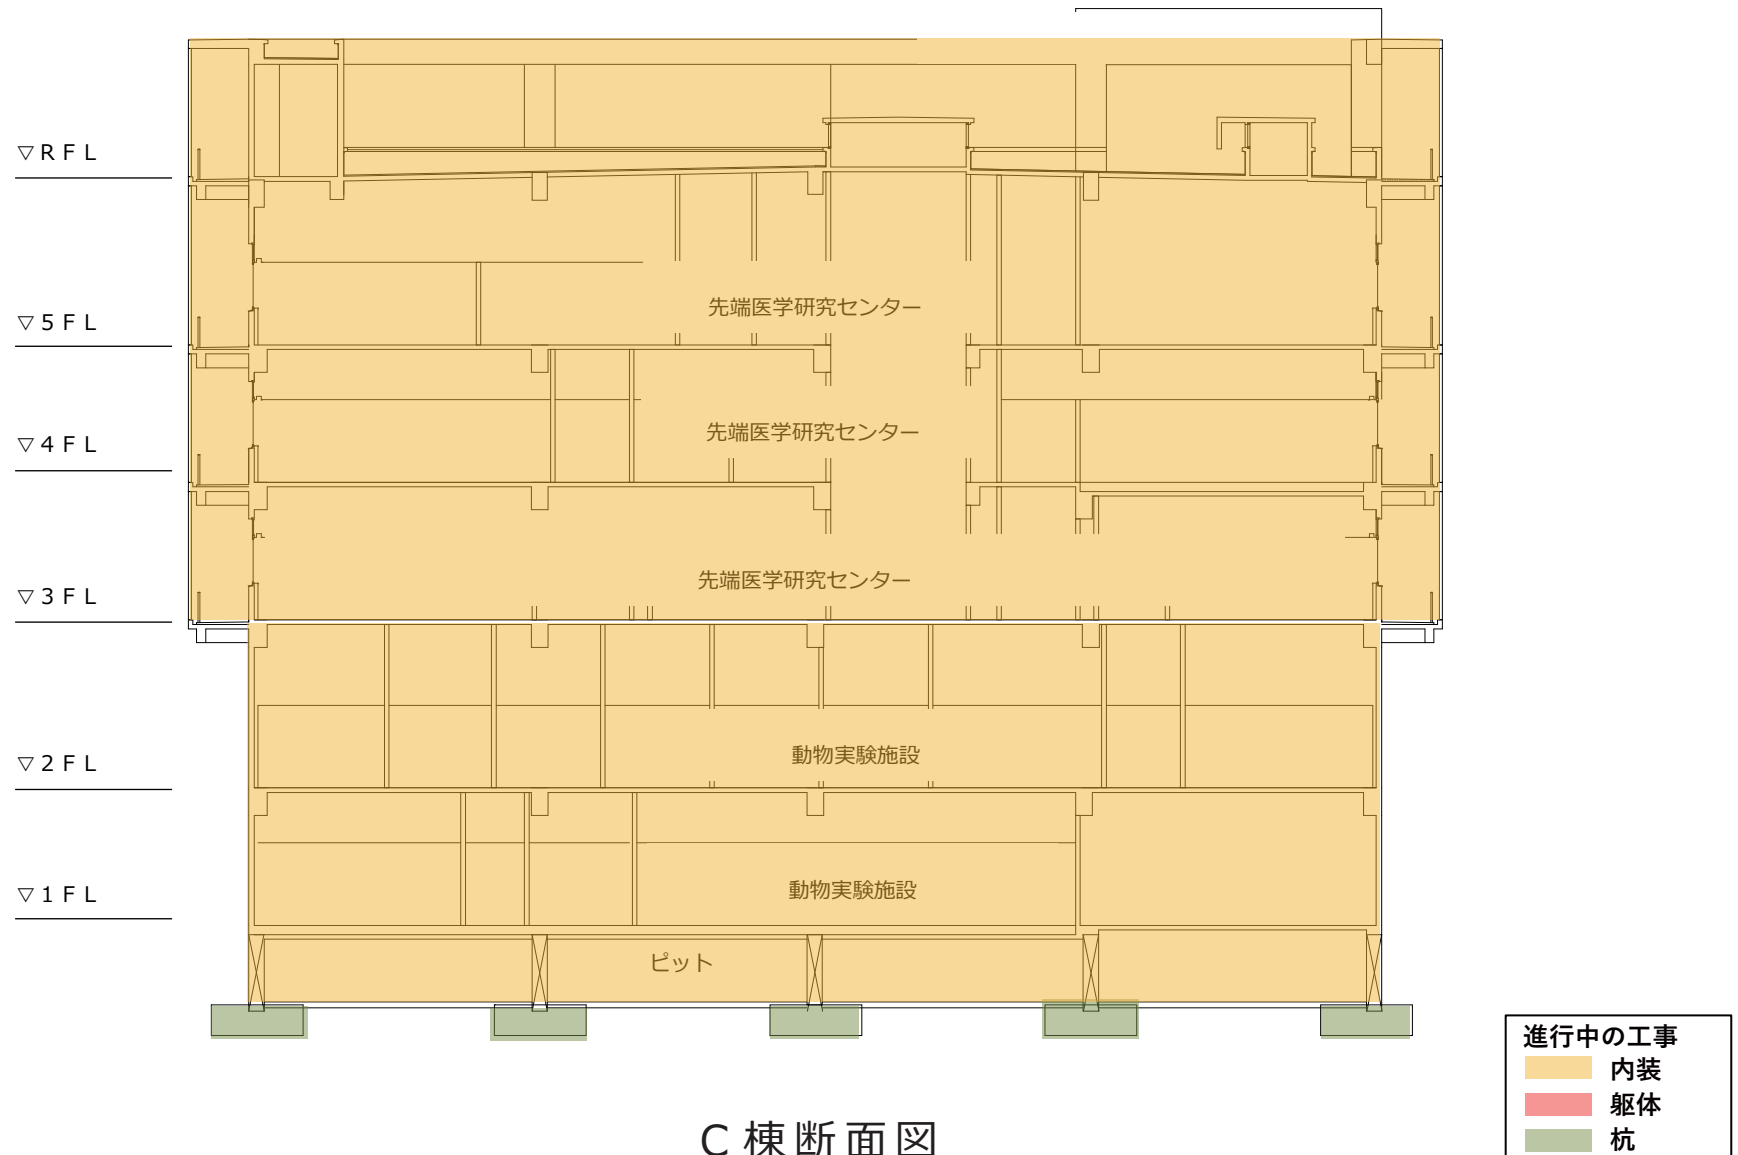 ▽ＲＦＬ
先端医学研究センター
▽５ＦＬ
先端医学研究センター
▽４ＦＬ
先端医学研究センター
▽３ＦＬ
動物実験施設
▽２ＦＬ
動物実験施設
▽１ＦＬ
ピット
進行中の工事
内装
躯体
杭
Ｃ棟断面図